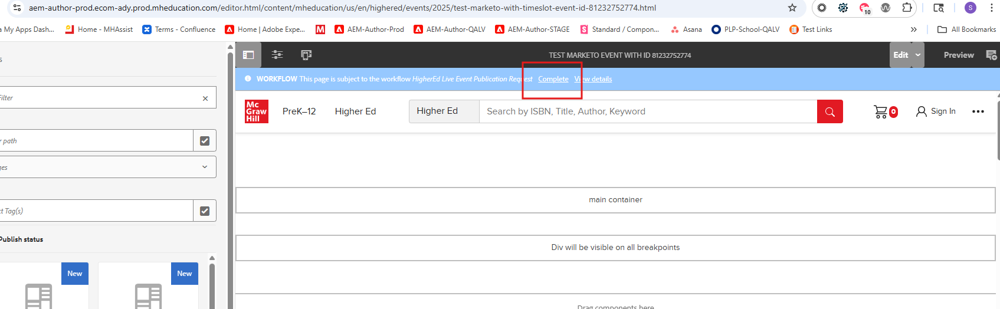 aem-author-prod.ecom-ady.prod.mheducation.com/editor.html/content/mheducation/us/en/highered/events/2025/test-marketo-with-timeslot-event-id-81232752774.html
10
S
a My Apps Dash...
Home - MHAssist
Terms - Confluence
Home | Adobe Expe...
M
AEM-Author-Prod
AEM-Author-QALV
AEM-Author-STAGE
Standard / Compon...
Asana
PLP-School-QALV
Test Links
»
All Bookmarks
s
TEST MARKETO EVENT WITH ID 81232752774
Edit
Preview
WORKFLOW This page is subject to the workflow HigherEd Live Event Publication Request Complete View details
Filter
r path
ges
ct Tag(s)
Publish status
New
New
Mc
Graw
Hill
PreK–12
Higher Ed
Higher Ed
Search by ISBN, Title, Author, Keyword
0
Sign In
main container
Div will be visible on all breakpoints
Drag components here